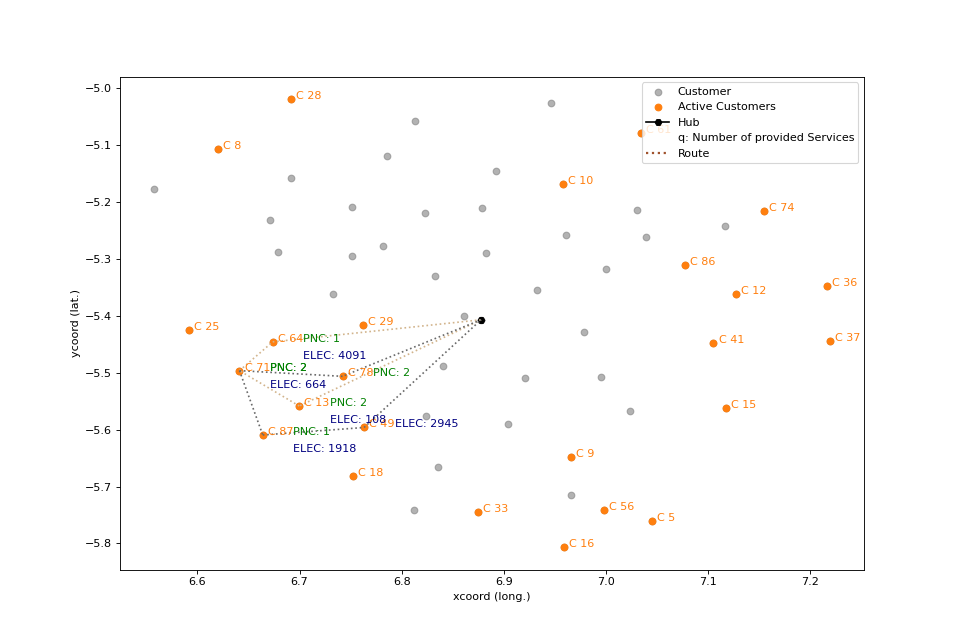 Customer
Active Customers
Hub
q: Number of provided Services
Route
C 28
C 8
C 10
C 74
C 86
C 36
C 12
C 25
C 29
C 37
C 41
C 64 PNC: 1
ELEC: 4091
C 71 PNC: 2
ELEC: 664
C 78 PNC: 2
C 13 PNC: 2
ELEC: 108
C 49 ELEC: 2945
C 15
C 87 PNC: 1
ELEC: 1918
C 9
C 18
C 33
C 56
C 5
C 16
−5.0
−5.1
−5.2
−5.3
−5.4
−5.5
−5.6
−5.7
−5.8
ycoord (lat.)
6.6 6.7 6.8 6.9 7.0 7.1 7.2
xcoord (long.)